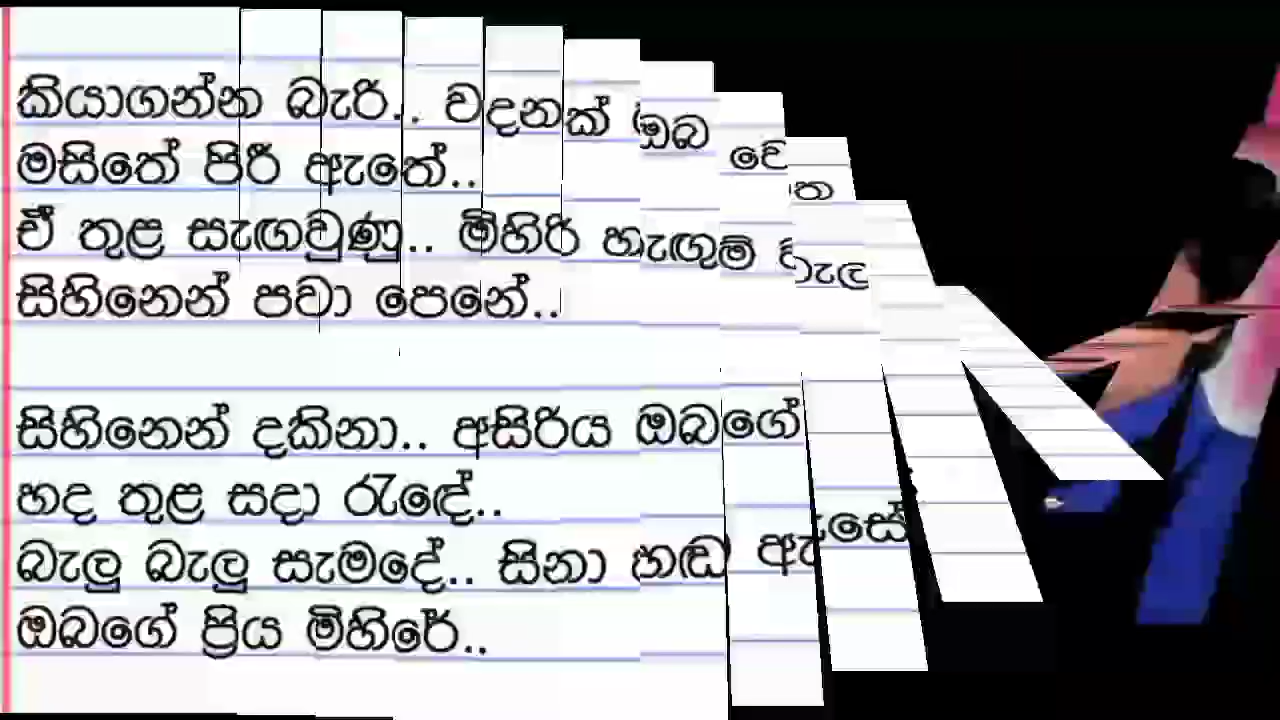 කියාගන්න බැරි.. වදනක් ඔබ
මසිතේ පිරී ඇතේ..
ඒ තුළ සැඟවුණු.. මිහිරි හැඟුම්
සිහිනෙන් පවා පෙනේ..
සිහිනෙන් දකිනා.. අසිරිය ඔබගේ
හද තුළ සදා රැඳේ..
බැලූ බැලූ සැමදේ.. සිනා හඬ ඇසේ
ඔබගේ ප්‍රිය මිහිරේ..